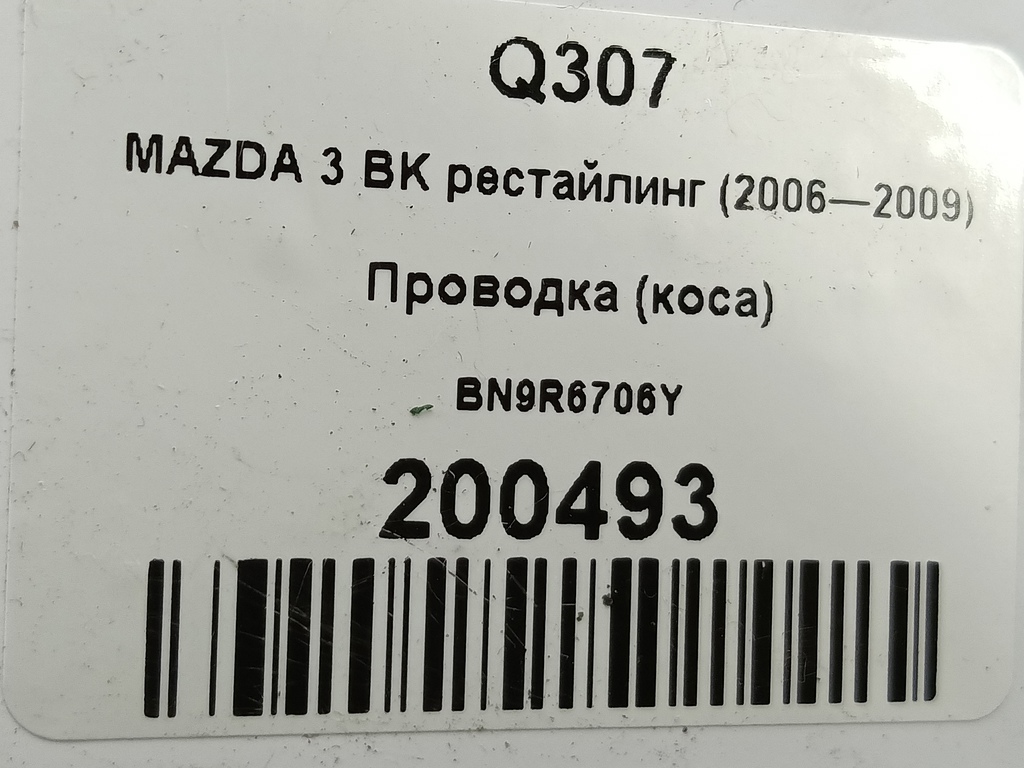 Q307
MAZDA 3 BK рестайлинг (2006—2009)
Проводка (коса)
BN9R6706Y
200493